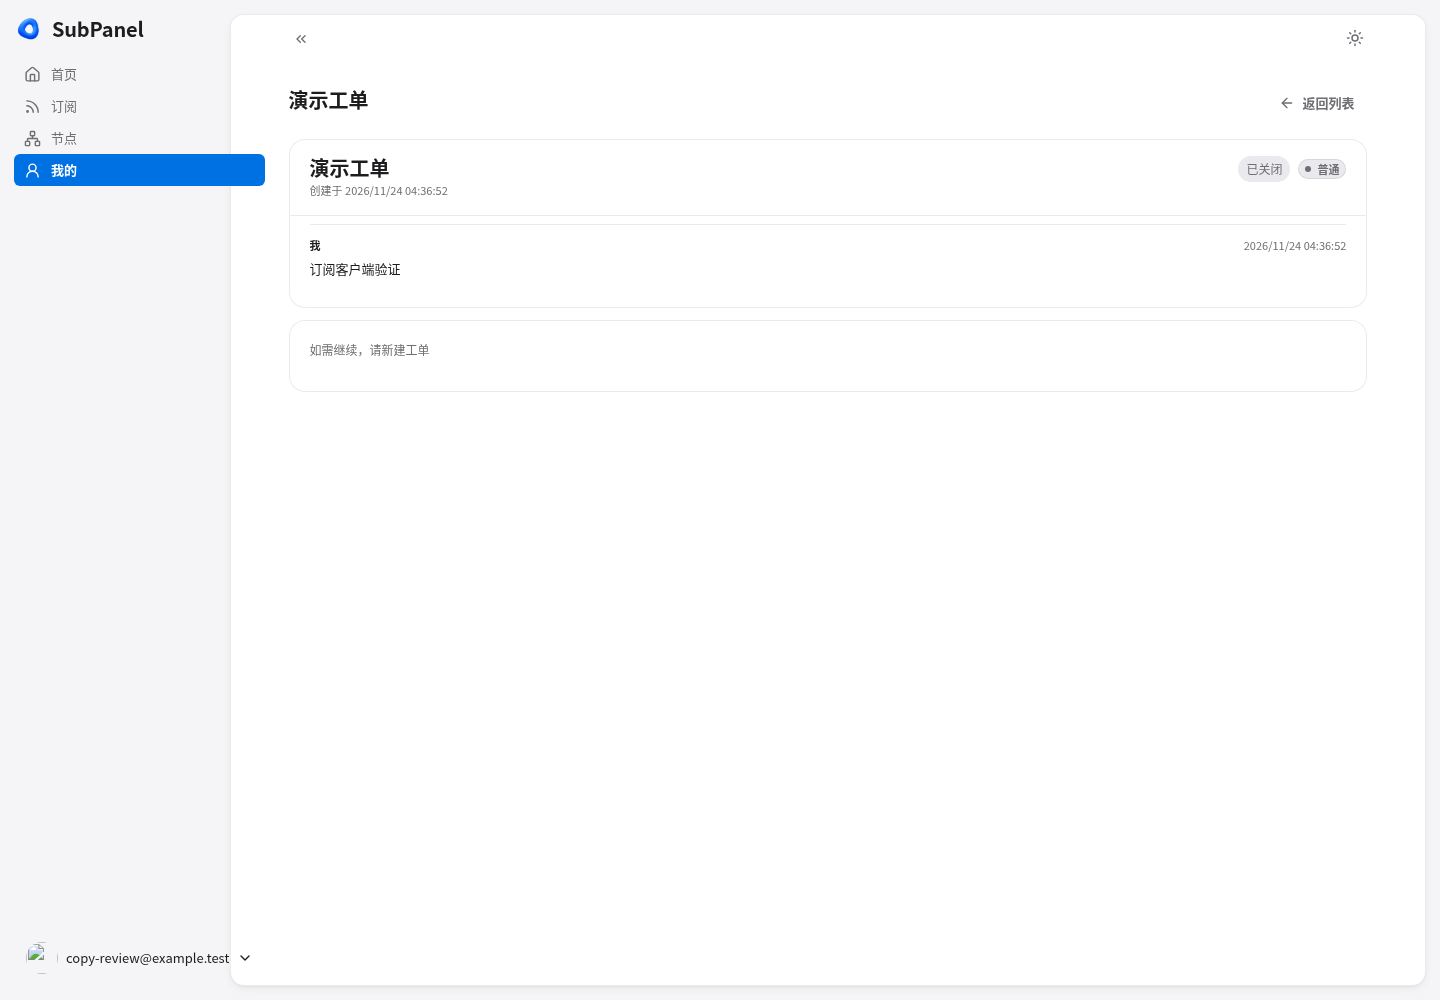 SubPanel
首页
订阅
节点
我的
演示工单
返回列表
演示工单
已关闭
普通
创建于 2026/11/24 04:36:52
我
2026/11/24 04:36:52
订阅客户端验证
如需继续，请新建工单
copy-review@example.test